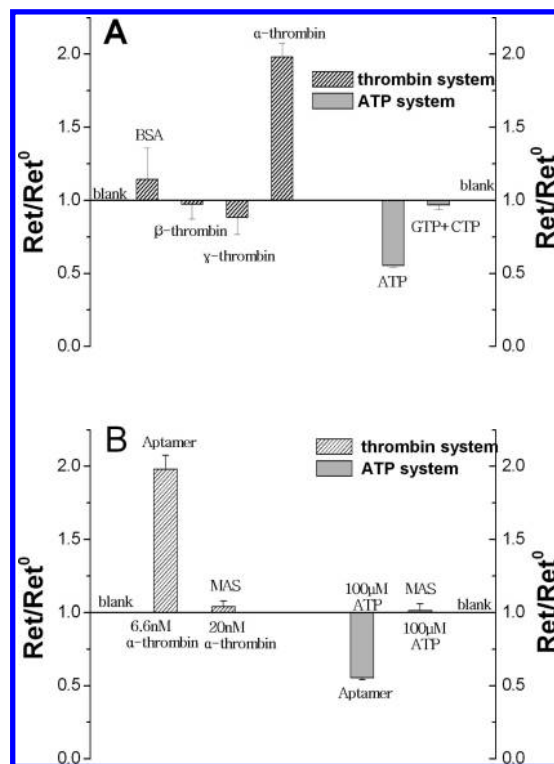 A
α-thrombin
2.0
2.0
thrombin system
ATP system
1.5
1.5
BSA
blank
blank
1.0
1.0
β-thrombin
GTP+CTP
γ-thrombin
ATP
0.5
0.5
0.0
0.0
Ret/Ret⁰
Ret/Ret⁰
B
Aptamer
thrombin system
2.0
2.0
ATP system
1.5
1.5
MAS
100μM
ATP
MAS
blank
blank
1.0
1.0
6.6nM
α-thrombin
20nM
α-thrombin
100μM
ATP
Aptamer
0.5
0.5
0.0
0.0
Ret/Ret⁰
Ret/Ret⁰